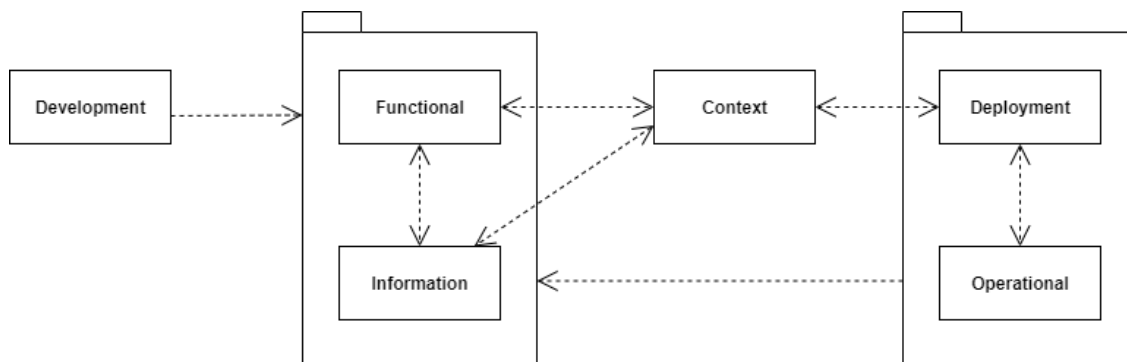 Development
Functional
Context
Deployment
Information
Operational